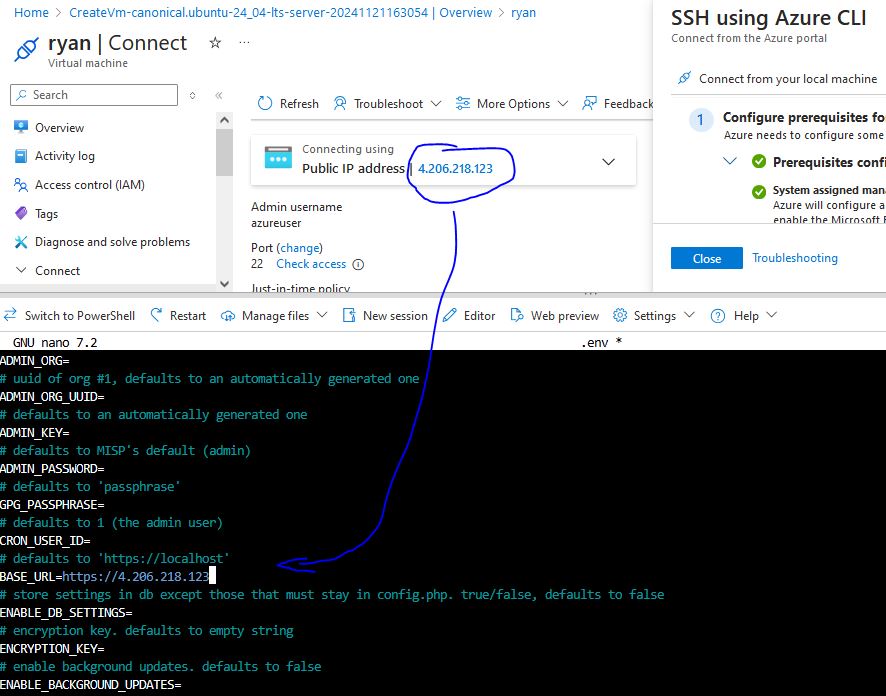 Home > CreateVm-canonical.ubuntu-24_04-lts-server-20241121163054 | Overview > ryan
ryan | Connect ☆ ...
Virtual machine
Search
Overview
Activity log
Access control (IAM)
Tags
Diagnose and solve problems
Connect
Refresh Troubleshoot More Options Feedback
Connecting using
Public IP address | 4.206.218.123
Admin username
azureuser
Port (change)
22 Check access
Just-in-time policy
SSH using Azure CLI
Connect from the Azure portal
Connect from your local machine
1 Configure prerequisites fo
Azure needs to configure some
Prerequisites confi
System assigned mana
Azure will configure a
enable the Microsoft E
Close Troubleshooting
Switch to PowerShell Restart Manage files New session Editor Web preview Settings Help
GNU nano 7.2 .env *
ADMIN_ORG=
# uuid of org #1, defaults to an automatically generated one
ADMIN_ORG_UUID=
# defaults to an automatically generated one
ADMIN_KEY=
# defaults to MISP's default (admin)
ADMIN_PASSWORD=
# defaults to 'passphrase'
GPG_PASSPHRASE=
# defaults to 1 (the admin user)
CRON_USER_ID=
# defaults to 'https://localhost'
BASE_URL=https://4.206.218.123
# store settings in db except those that must stay in config.php. true/false, defaults to false
ENABLE_DB_SETTINGS=
# encryption key. defaults to empty string
ENCRYPTION_KEY=
# enable background updates. defaults to false
ENABLE_BACKGROUND_UPDATES=